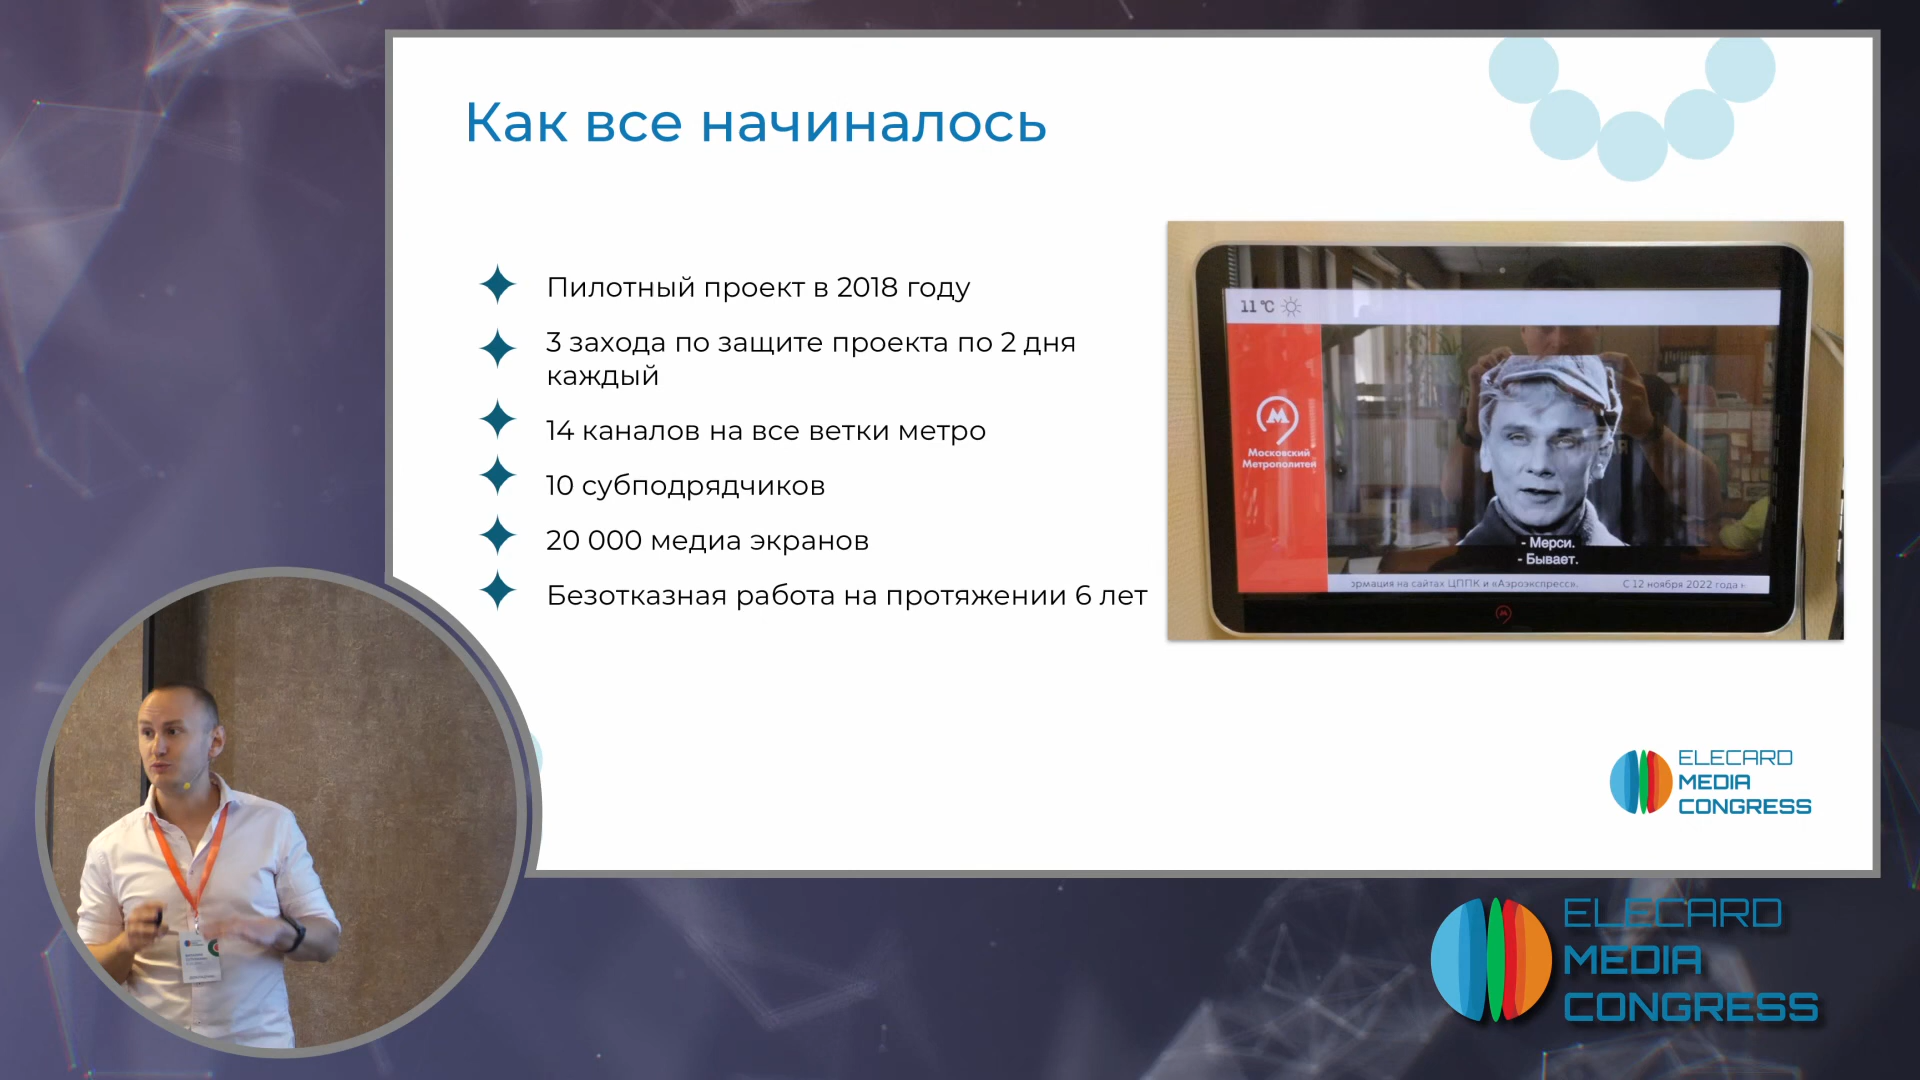 Как все начиналось
Пилотный проект в 2018 году
3 захода по защите проекта по 2 дня
каждый
14 каналов на все ветки метро
10 субподрядчиков
20 000 медиа экранов
Безотказная работа на протяжении 6 лет
11 °C
Московский
Метрополитен
- Мерси.
- Бывает.
ормация на сайтах ЦППК и «Аэроэкспресс». С 12 ноября 2022 года
ELECARD
MEDIA
CONGRESS
ELECARD
MEDIA
CONGRESS